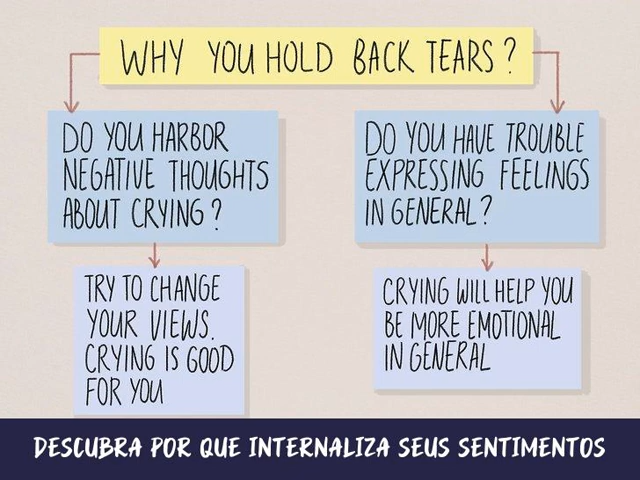 WHY YOU HOLD BACK TEARS?
DO YOU HARBOR
NEGATIVE THOUGHTS
ABOUT CRYING?
TRY TO CHANGE
YOUR VIEWS.
CRYING IS GOOD
FOR YOU
DO YOU HAVE TROUBLE
EXPRESSING FEELINGS
IN GENERAL?
CRYING WILL HELP YOU
BE MORE EMOTIONAL
IN GENERAL
DESCUBRA POR QUE INTERNALIZA SEUS SENTIMENTOS